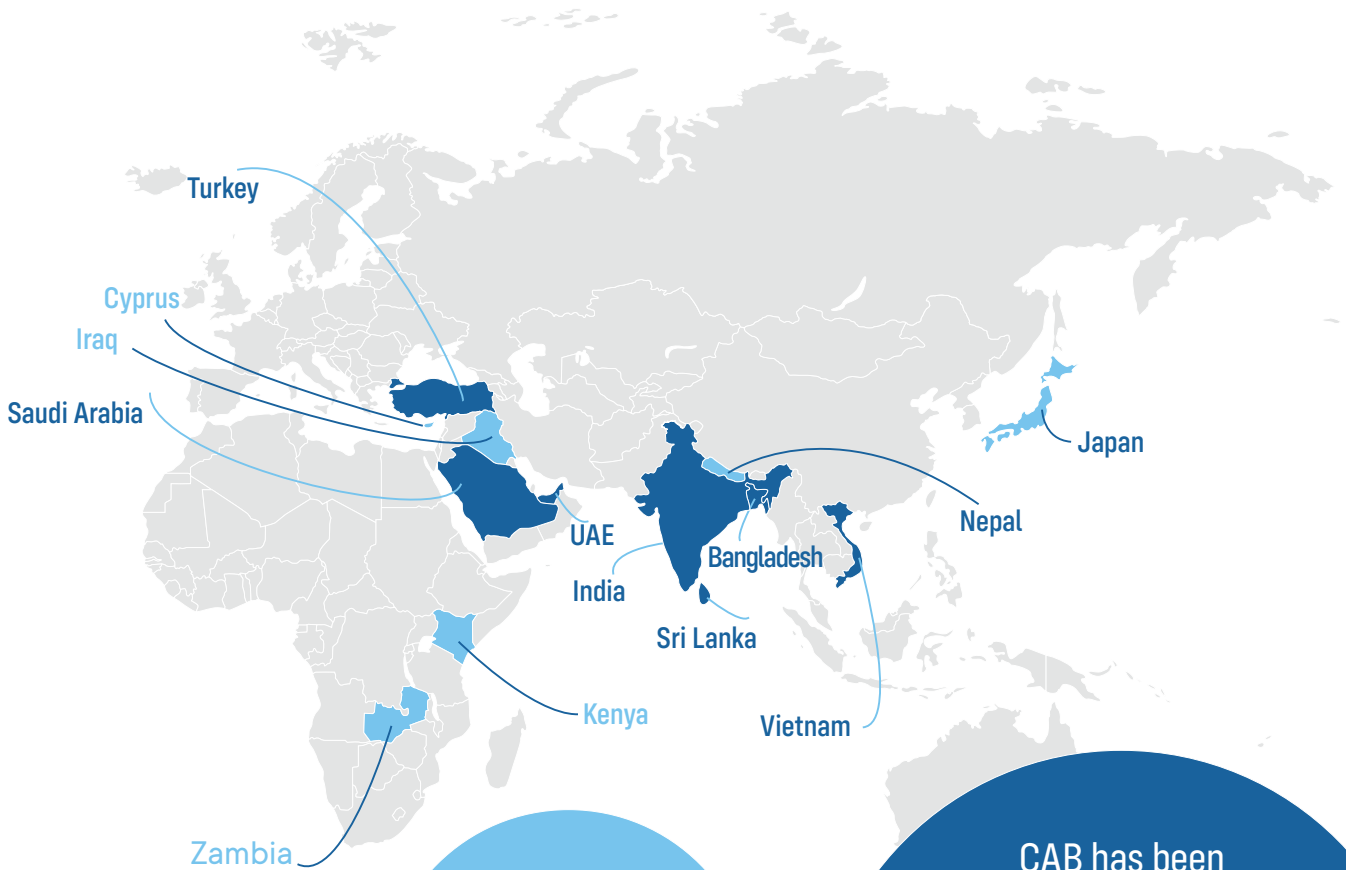 Turkey
Cyprus
Iraq
Saudi Arabia
Japan
Nepal
UAE
Bangladesh
India
Sri Lanka
Kenya
Vietnam
Zambia
CAB has been